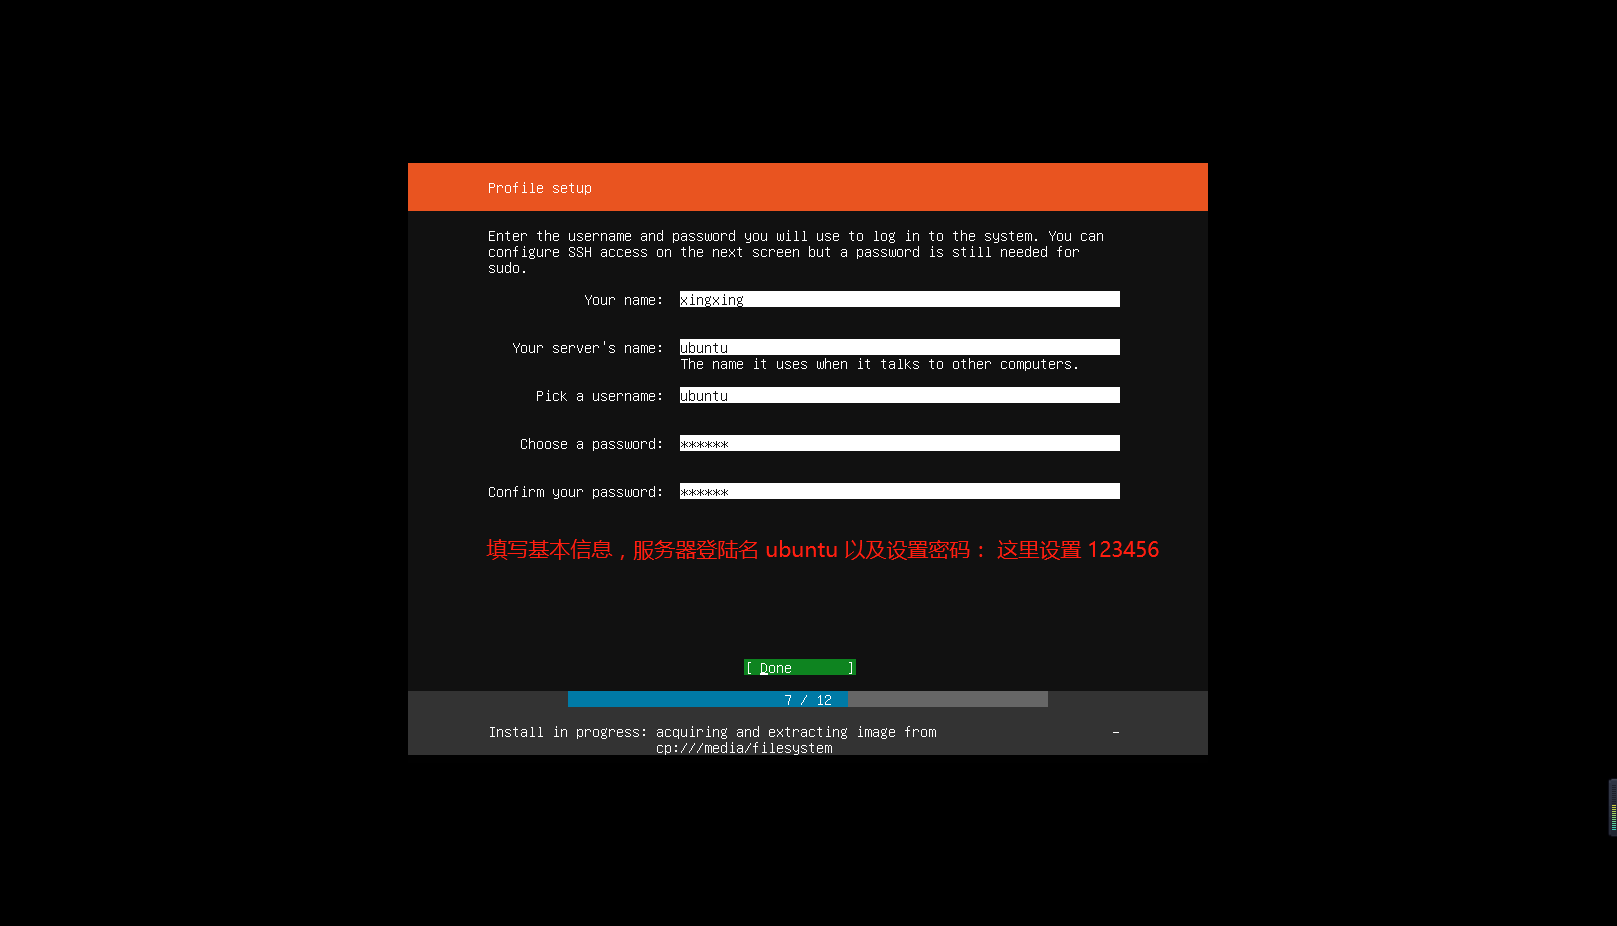 Profile setup
Enter the username and password you will use to log in to the system. You can
configure SSH access on the next screen but a password is still needed for
sudo.
Your name: xingxing
Your server's name: ubuntu
The name it uses when it talks to other computers.
Pick a username: ubuntu
Choose a password: ******
Confirm your password: ******
填写基本信息，服务器登陆名 ubuntu 以及设置密码： 这里设置 123456
[ Done ]
7 / 12
Install in progress: acquiring and extracting image from -
cp:///media/filesystem